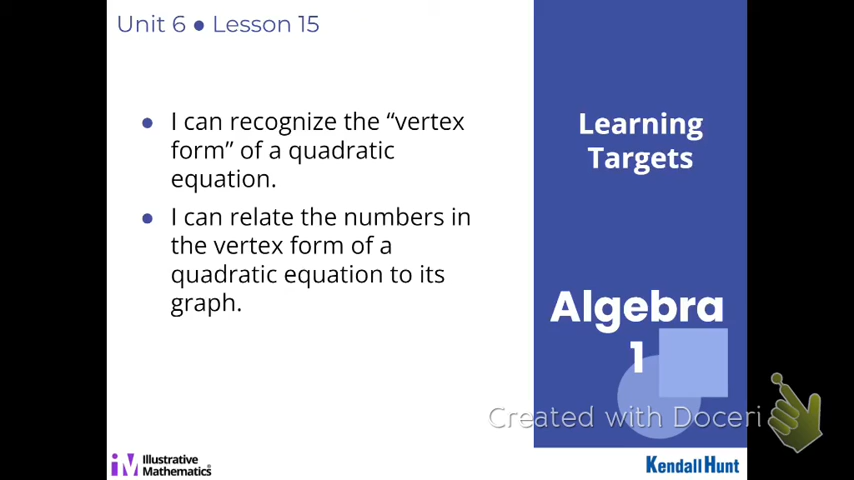 Unit 6 ● Lesson 15
● I can recognize the “vertex
form” of a quadratic
equation.
● I can relate the numbers in
the vertex form of a
quadratic equation to its
graph.
Learning
Targets
Algebra
1
Created with Doceri
Illustrative
Mathematics®
Kendall Hunt